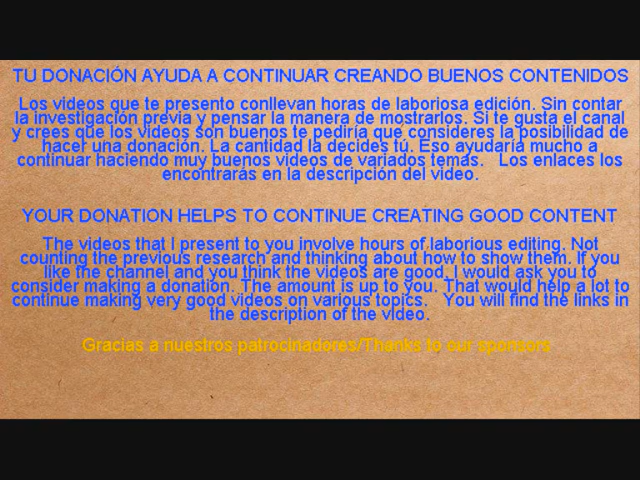 TU DONACIÓN AYUDA A CONTINUAR CREANDO BUENOS CONTENIDOS
Los videos que te presento conllevan horas de laboriosa edición. Sin contar
la investigación previa y pensar la manera de mostrarlos. Si te gusta el canal
y crees que los videos son buenos te pediría que consideres la posibilidad de
hacer una donación. La cantidad la decides tú. Eso ayudaría mucho a
continuar haciendo muy buenos videos de variados temas. Los enlaces los
encontrarás en la descripción del video.
YOUR DONATION HELPS TO CONTINUE CREATING GOOD CONTENT
The videos that I present to you involve hours of laborious editing. Not
counting the previous research and thinking about how to show them. If you
like the channel and you think the videos are good, I would ask you to
consider making a donation. The amount is up to you. That would help a lot to
continue making very good videos on various topics. You will find the links in
the description of the video.
Gracias a nuestros patrocinadores/Thanks to our sponsors